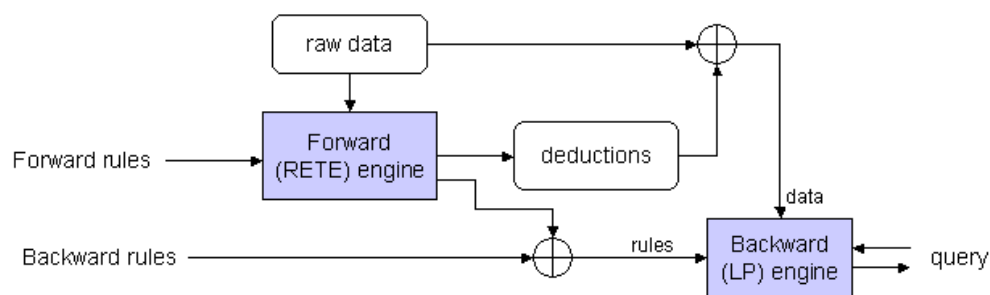 raw data
Forward
(RETE) engine
Forward rules
deductions
data
Backward rules
rules
Backward
(LP) engine
query